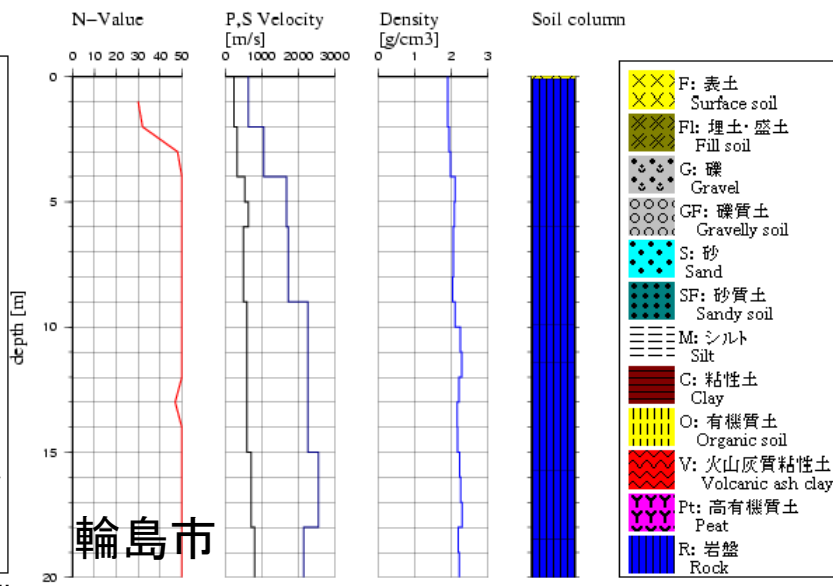 N-Value
0 10 20 30 40 50
P,S Velocity
[m/s]
0 1000 2000 3000
Density
[g/cm3]
0 1 2 3
Soil column
depth [m]
0
5
10
15
20
輪島市
F: 表土
Surface soil
Fl: 埋土・盛土
Fill soil
G: 礫
Gravel
GF: 礫質土
Gravelly soil
S: 砂
Sand
SF: 砂質土
Sandy soil
M: シルト
Silt
C: 粘性土
Clay
O: 有機質土
Organic soil
V: 火山灰質粘性土
Volcanic ash clay
Pt: 高有機質土
Peat
R: 岩盤
Rock